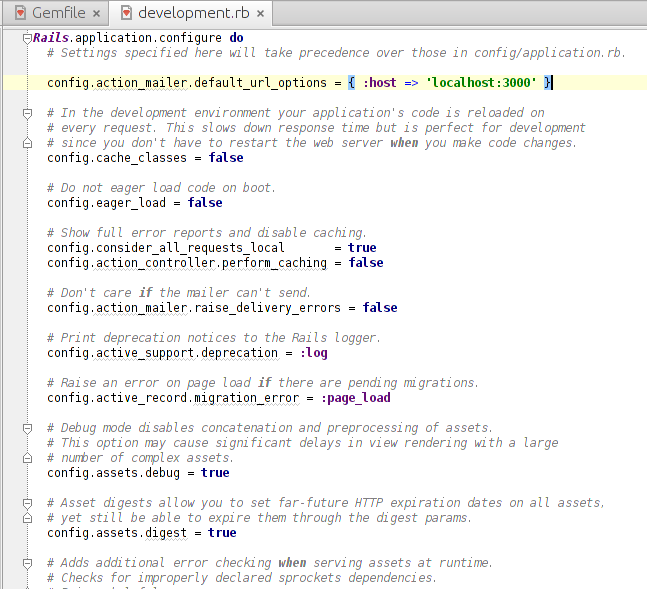 Gemfile × development.rb ×
Rails.application.configure do
# Settings specified here will take precedence over those in config/application.rb.
config.action_mailer.default_url_options = { :host => 'localhost:3000' }
# In the development environment your application's code is reloaded on
# every request. This slows down response time but is perfect for development
# since you don't have to restart the web server when you make code changes.
config.cache_classes = false
# Do not eager load code on boot.
config.eager_load = false
# Show full error reports and disable caching.
config.consider_all_requests_local       = true
config.action_controller.perform_caching = false
# Don't care if the mailer can't send.
config.action_mailer.raise_delivery_errors = false
# Print deprecation notices to the Rails logger.
config.active_support.deprecation = :log
# Raise an error on page load if there are pending migrations.
config.active_record.migration_error = :page_load
# Debug mode disables concatenation and preprocessing of assets.
# This option may cause significant delays in view rendering with a large
# number of complex assets.
config.assets.debug = true
# Asset digests allow you to set far-future HTTP expiration dates on all assets,
# yet still be able to expire them through the digest params.
config.assets.digest = true
# Adds additional error checking when serving assets at runtime.
# Checks for improperly declared sprockets dependencies.